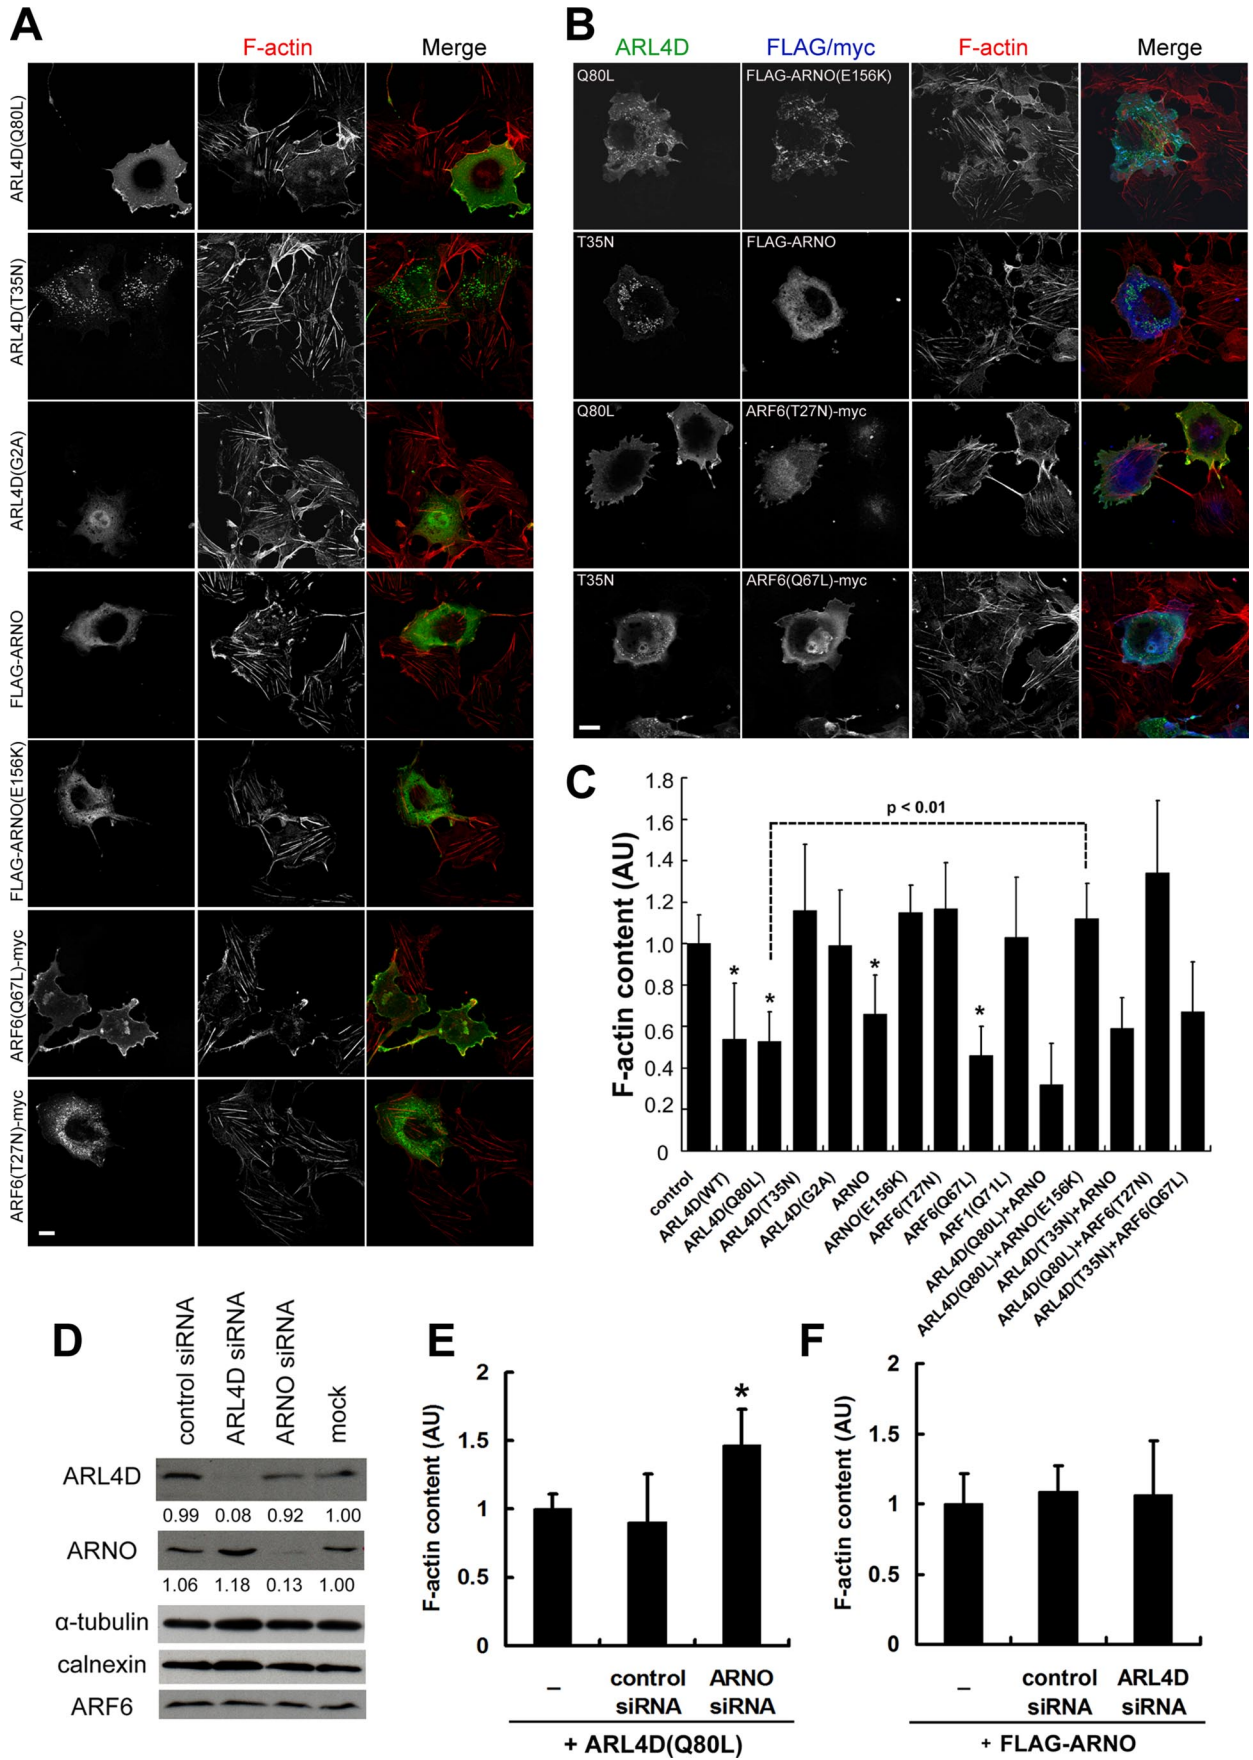 A
F-actin
Merge
ARL4D(Q80L)
ARL4D(T35N)
ARL4D(G2A)
FLAG-ARNO
FLAG-ARNO(E156K)
ARF6(Q67L)-myc
ARF6(T27N)-myc
B
ARL4D
FLAG/myc
F-actin
Merge
Q80L
FLAG-ARNO(E156K)
T35N
FLAG-ARNO
Q80L
ARF6(T27N)-myc
T35N
ARF6(Q67L)-myc
C
F-actin content (AU)
1.8
1.6
1.4
1.2
1.0
0.8
0.6
0.4
0.2
0
p < 0.01
*
*
*
*
control
ARL4D(WT)
ARL4D(Q80L)
ARL4D(T35N)
ARL4D(G2A)
ARNO
ARNO(E156K)
ARF6(T27N)
ARF6(Q67L)
ARF1(Q71L)
ARL4D(Q80L)+ARNO
ARL4D(Q80L)+ARNO(E156K)
ARL4D(T35N)+ARNO
ARL4D(Q80L)+ARF6(T27N)
ARL4D(T35N)+ARF6(Q67L)
D
control siRNA
ARL4D siRNA
ARNO siRNA
mock
ARL4D
0.99 0.08 0.92 1.00
ARNO
1.06 1.18 0.13 1.00
α-tubulin
calnexin
ARF6
E
F-actin content (AU)
2
1.5
1
0.5
0
*
–
control siRNA
ARNO siRNA
+ ARL4D(Q80L)
F
F-actin content (AU)
2
1.5
1
0.5
0
–
control siRNA
ARL4D siRNA
+ FLAG-ARNO